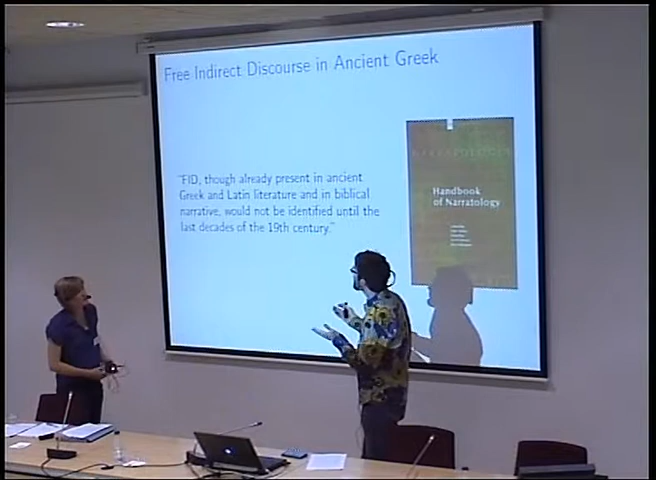 Free Indirect Discourse in Ancient Greek
"FID, though already present in ancient
Greek and Latin literature and in biblical
narrative, would not be identified until the
last decades of the 19th century."
Handbook
of Narratology